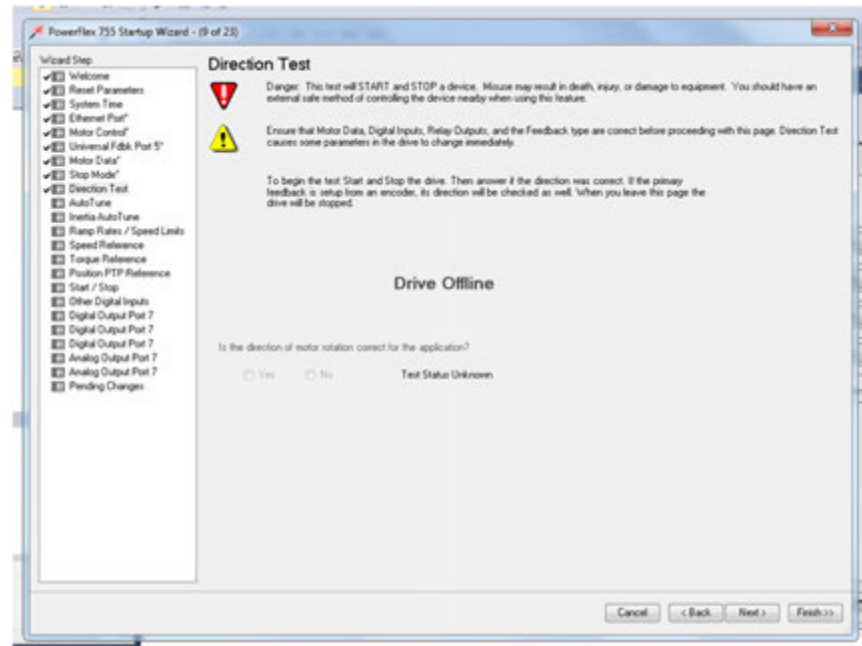 Powerflex 755 Startup Wizard - (9 of 23)
Wizard Step
Welcome
Reset Parameters
System Time
Ethernet Port*
Motor Control*
Universal Fdbk Port 5*
Motor Data*
Stop Mode*
Direction Test
AutoTune
Inertia AutoTune
Ramp Rates / Speed Limits
Speed Reference
Torque Reference
Position PTP Reference
Start / Stop
Other Digital Inputs
Digital Output Port 7
Digital Output Port 7
Digital Output Port 7
Analog Output Port 7
Analog Output Port 7
Pending Changes
Direction Test
Danger: This test will START and STOP a device. Misuse may result in death, injury, or damage to equipment. You should have an
external safe method of controlling the device nearby when using this feature.
Ensure that Motor Data, Digital Inputs, Relay Outputs, and the Feedback type are correct before proceeding with this page. Direction Test
causes some parameters in the drive to change immediately.
To begin the test Start and Stop the drive. Then answer if the direction was correct. If the primary
feedback is setup from an encoder, its direction will be checked as well. When you leave this page the
drive will be stopped.
Drive Offline
Is the direction of motor rotation correct for the application?
Yes No Test Status Unknown
Cancel < Back Next > Finish >>